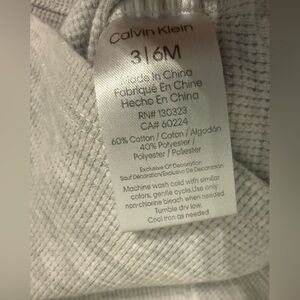 Calvin Klein
3|6M
Made in China
Fabriqué En Chine
Hecho En China
RN# 130323
CA# 60224
60% Cotton / Coton / Algodón
40% Polyester /
Polyester / Poliester
Exclusive Of Decoration
Sauf Décoration/Exclusivo De Decoración
Machine wash cold with similar
colors, gentle cycle.Use only
non-chlorine bleach when needed.
Tumble dry low.
Cool iron as needed.